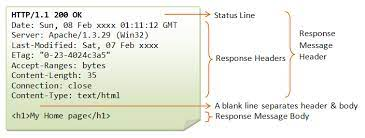 HTTP/1.1 200 OK
Date: Sun, 08 Feb xxxx 01:11:12 GMT
Server: Apache/1.3.29 (Win32)
Last-Modified: Sat, 07 Feb xxxx
ETag: "0-23-4024c3a5"
Accept-Ranges: bytes
Content-Length: 35
Connection: close
Content-Type: text/html
<h1>My Home page</h1>
Status Line
Response Headers
Response
Message
Header
A blank line separates header & body
Response Message Body